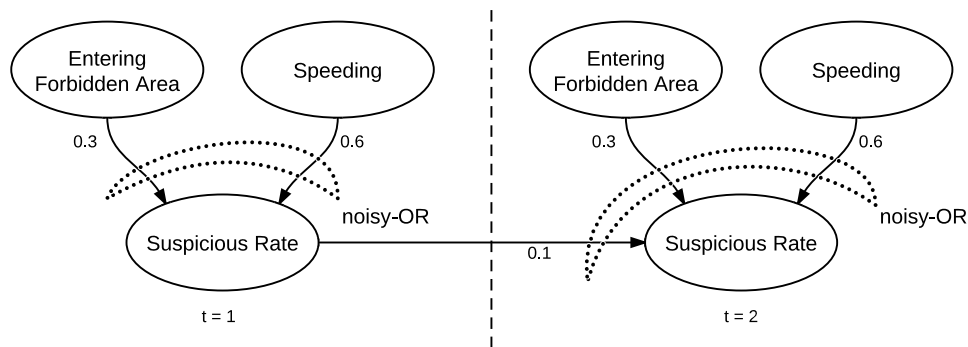 Entering
Forbidden Area
Speeding
0.3
0.6
noisy-OR
Suspicious Rate
t = 1
0.1
Entering
Forbidden Area
Speeding
0.3
0.6
noisy-OR
Suspicious Rate
t = 2